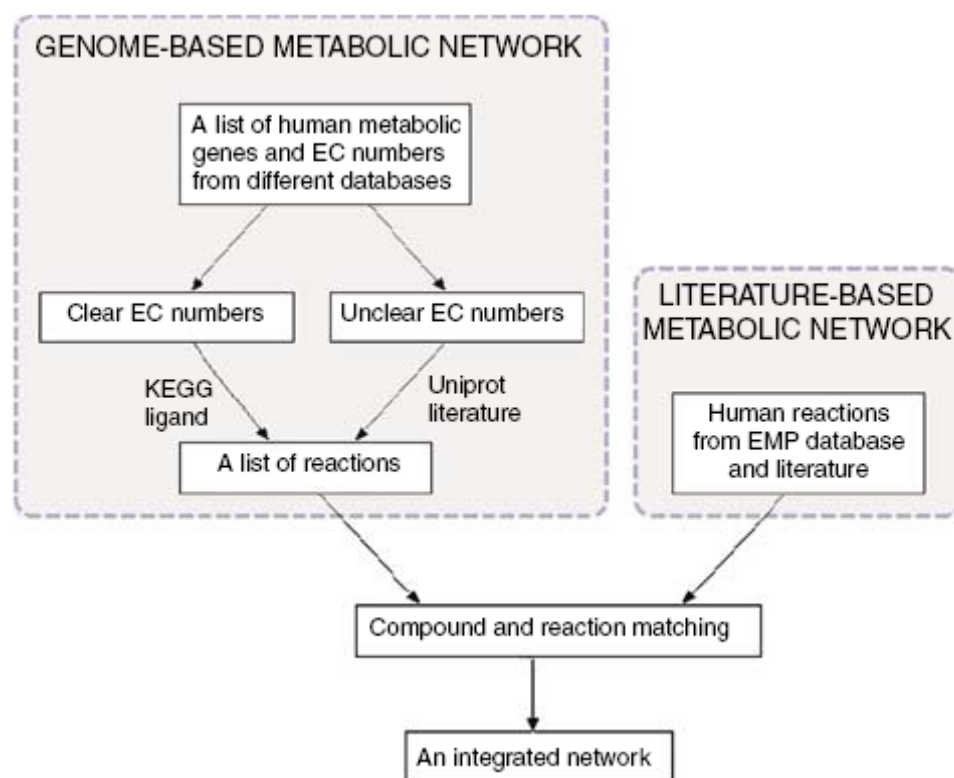 GENOME-BASED METABOLIC NETWORK
A list of human metabolic
genes and EC numbers
from different databases
Clear EC numbers
Unclear EC numbers
KEGG
ligand
Uniprot
literature
A list of reactions
LITERATURE-BASED
METABOLIC NETWORK
Human reactions
from EMP database
and literature
Compound and reaction matching
An integrated network